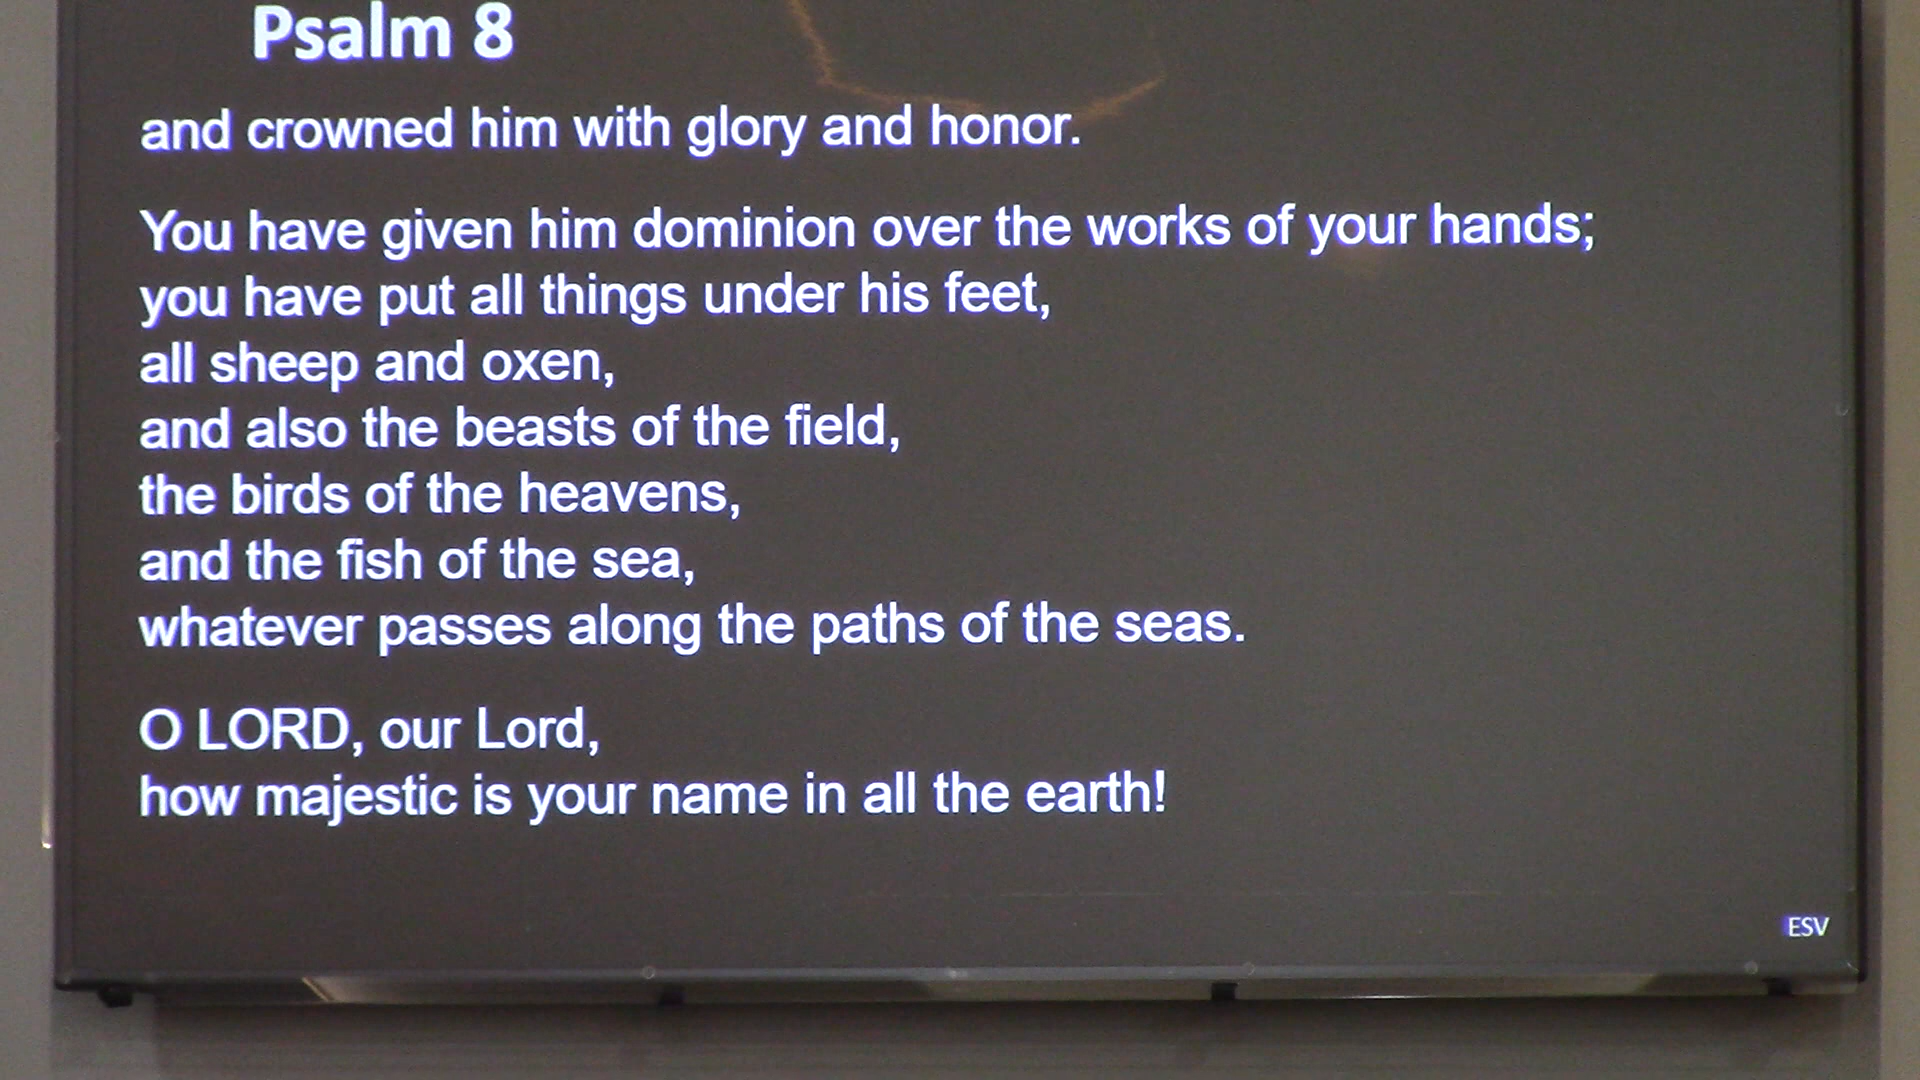 Psalm 8
and crowned him with glory and honor.
You have given him dominion over the works of your hands;
you have put all things under his feet,
all sheep and oxen,
and also the beasts of the field,
the birds of the heavens,
and the fish of the sea,
whatever passes along the paths of the seas.
O LORD, our Lord,
how majestic is your name in all the earth!
ESV